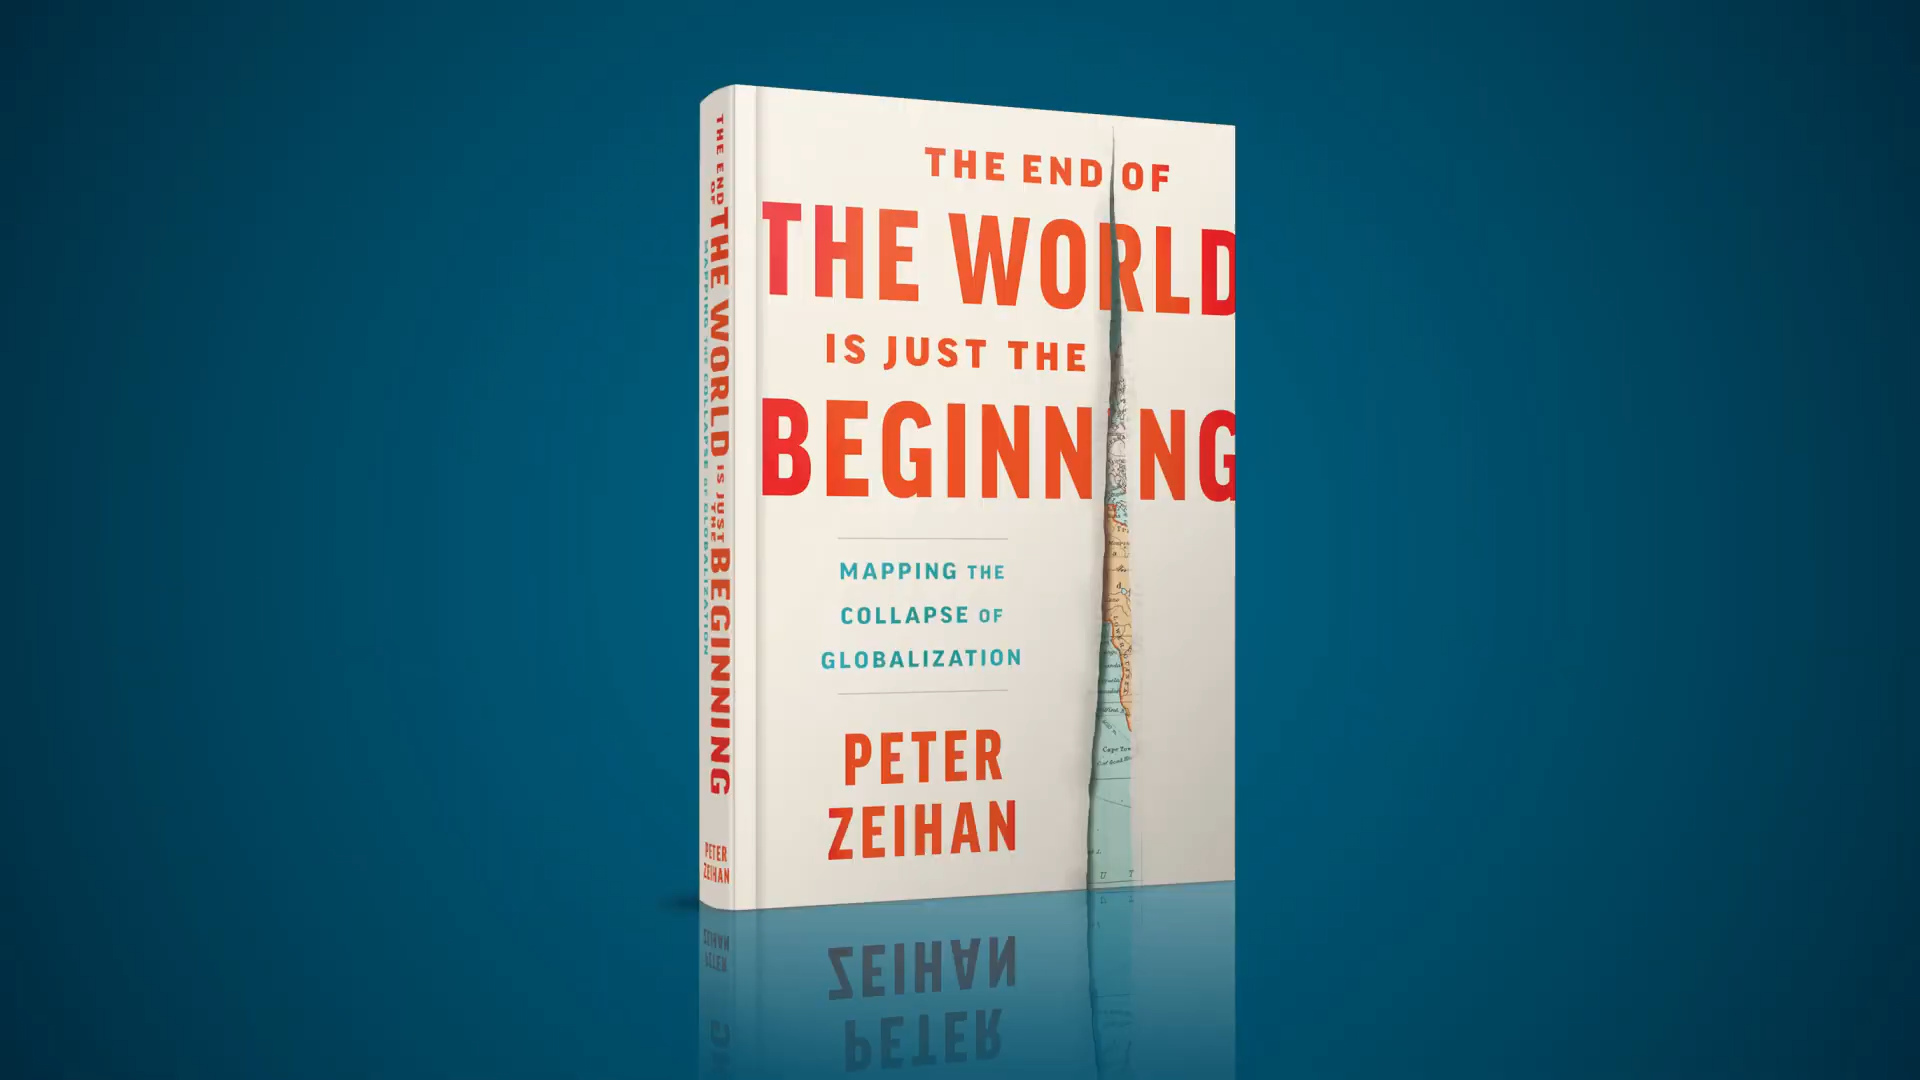 THE END OF
THE WORLD
IS JUST THE
BEGINNING
MAPPING THE
COLLAPSE OF
GLOBALIZATION
PETER
ZEIHAN
THE END OF THE WORLD IS JUST THE BEGINNING
MAPPING THE COLLAPSE OF GLOBALIZATION
PETER
ZEIHAN